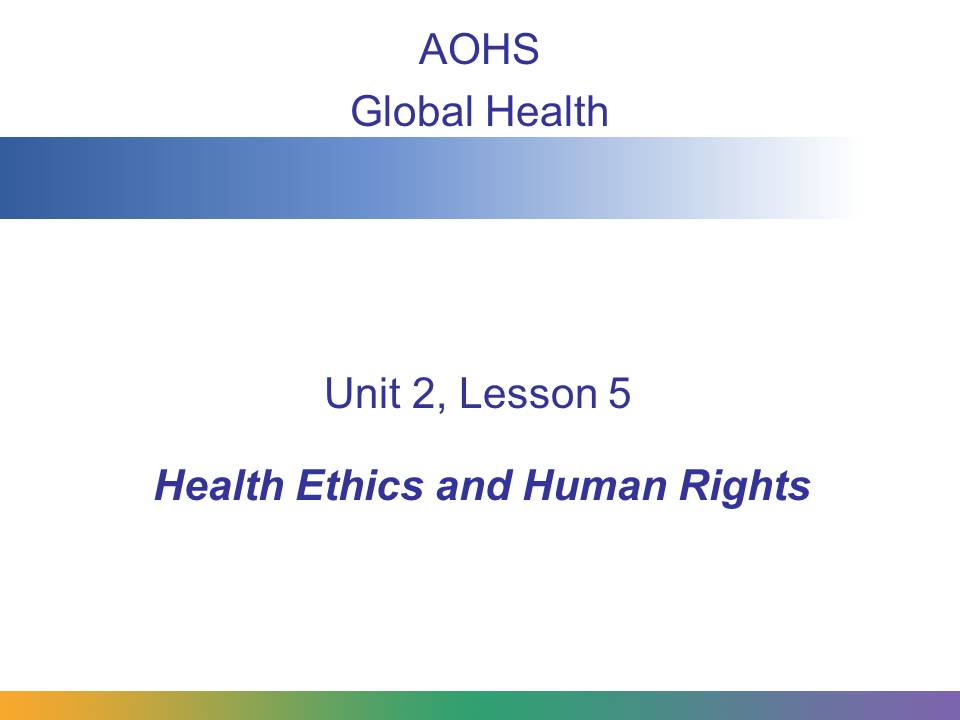 AOHS
Global Health
Unit 2, Lesson 5
Health Ethics and Human Rights